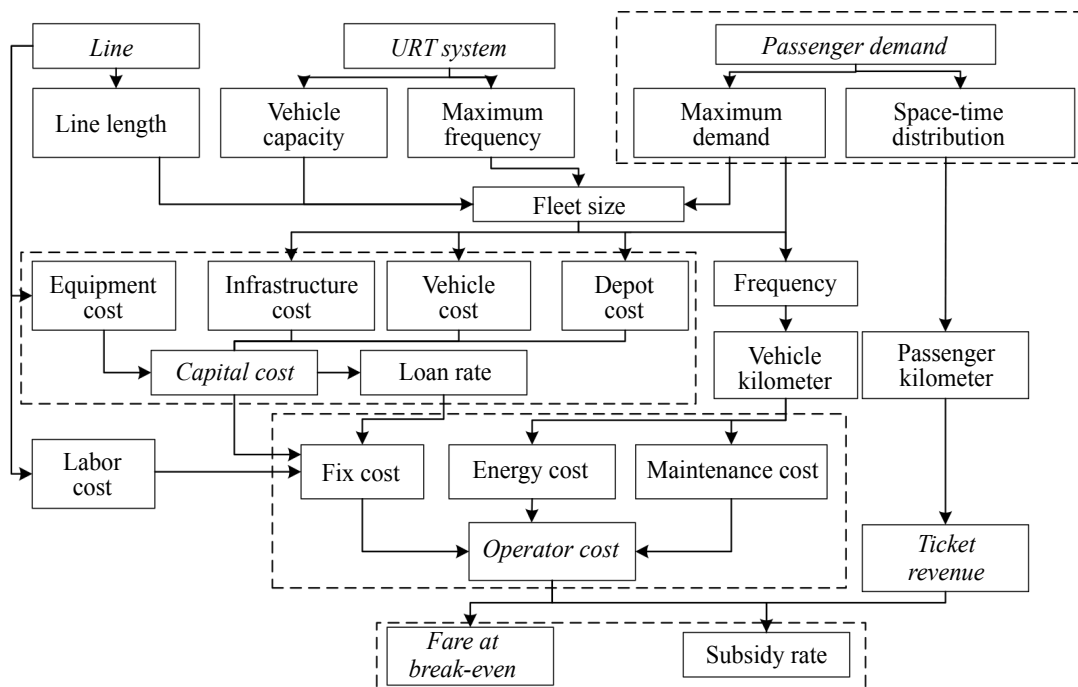 Line
URT system
Passenger demand
Line length
Vehicle
capacity
Maximum
frequency
Maximum
demand
Space-time
distribution
Fleet size
Equipment
cost
Infrastructure
cost
Vehicle
cost
Depot
cost
Frequency
Capital cost
Loan rate
Vehicle
kilometer
Passenger
kilometer
Labor
cost
Fix cost
Energy cost
Maintenance cost
Operator cost
Ticket
revenue
Fare at
break-even
Subsidy rate